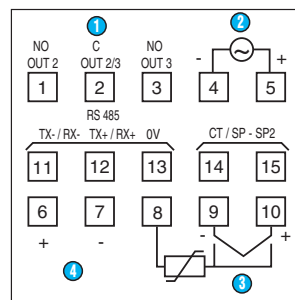 1 2
NO C NO - +
OUT 2 OUT 2/3 OUT 3
1 2 3 4 5
RS 485
TX- / RX- TX+ / RX+ 0V CT / SP - SP2
11 12 13 14 15
6 7 8 9 10
+ - - +
4 3